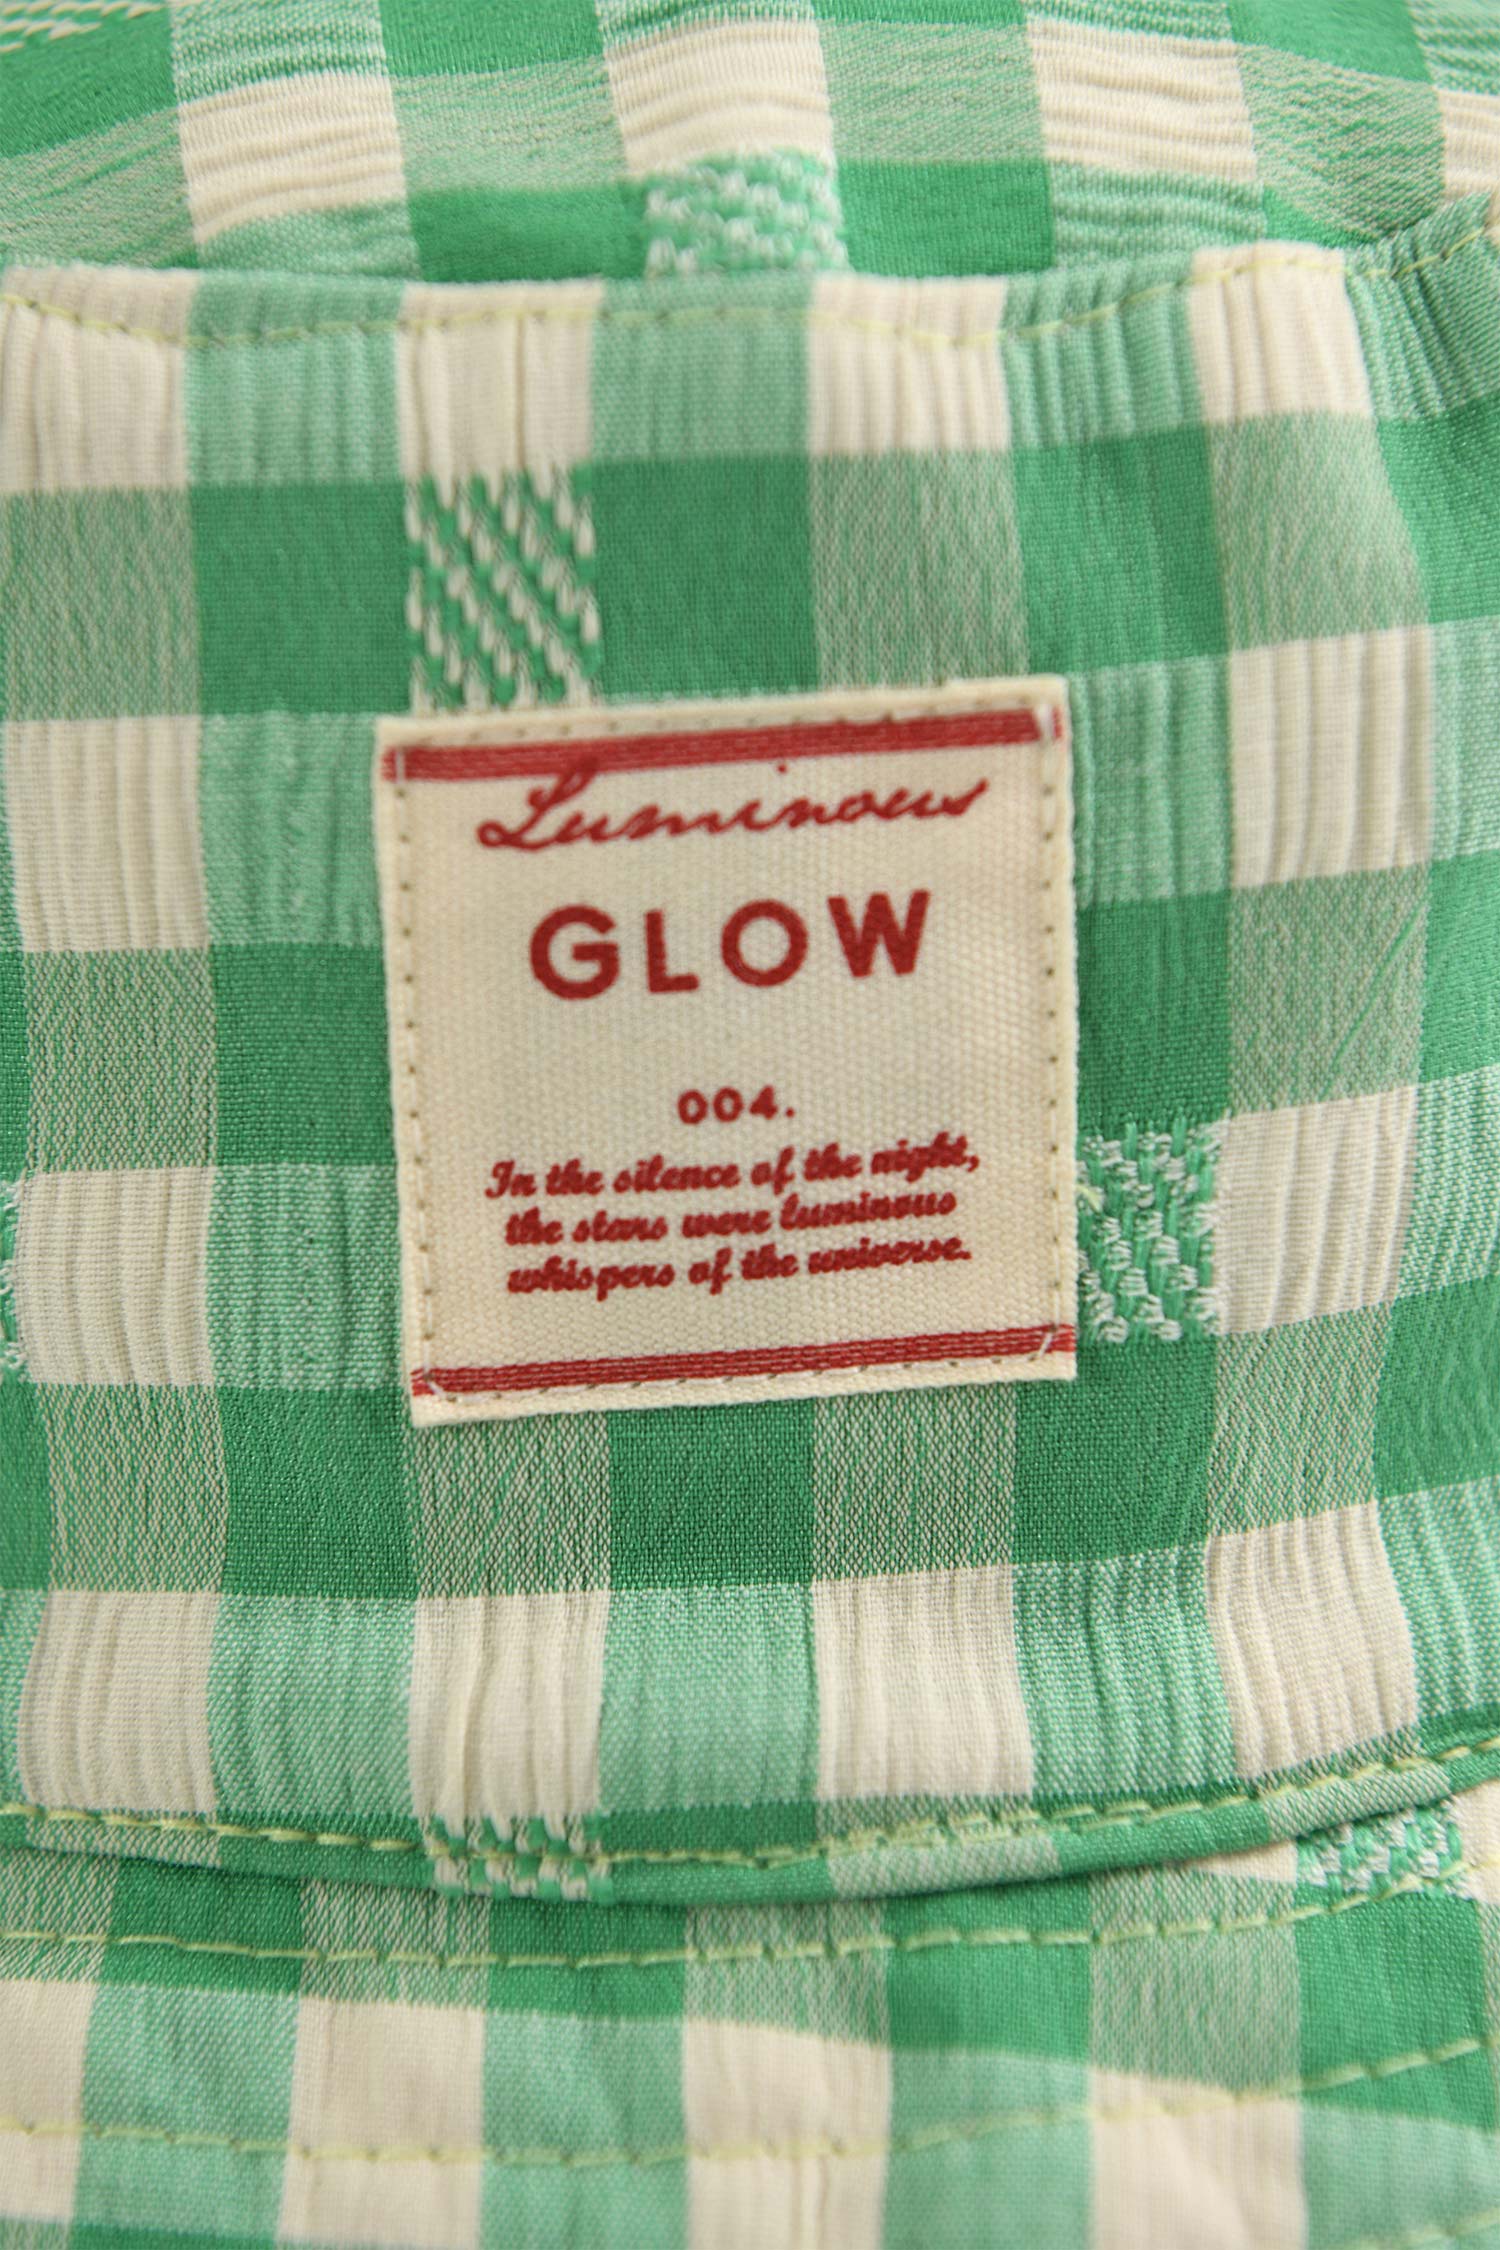 Luminous
GLOW
004.
In the silence of the night,
the stars were luminous
whispers of the universe.